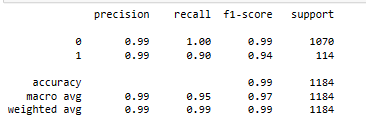 precision recall f1-score support
0 0.99 1.00 0.99 1070
1 0.99 0.90 0.94 114
accuracy 0.99 1184
macro avg 0.99 0.95 0.97 1184
weighted avg 0.99 0.99 0.99 1184